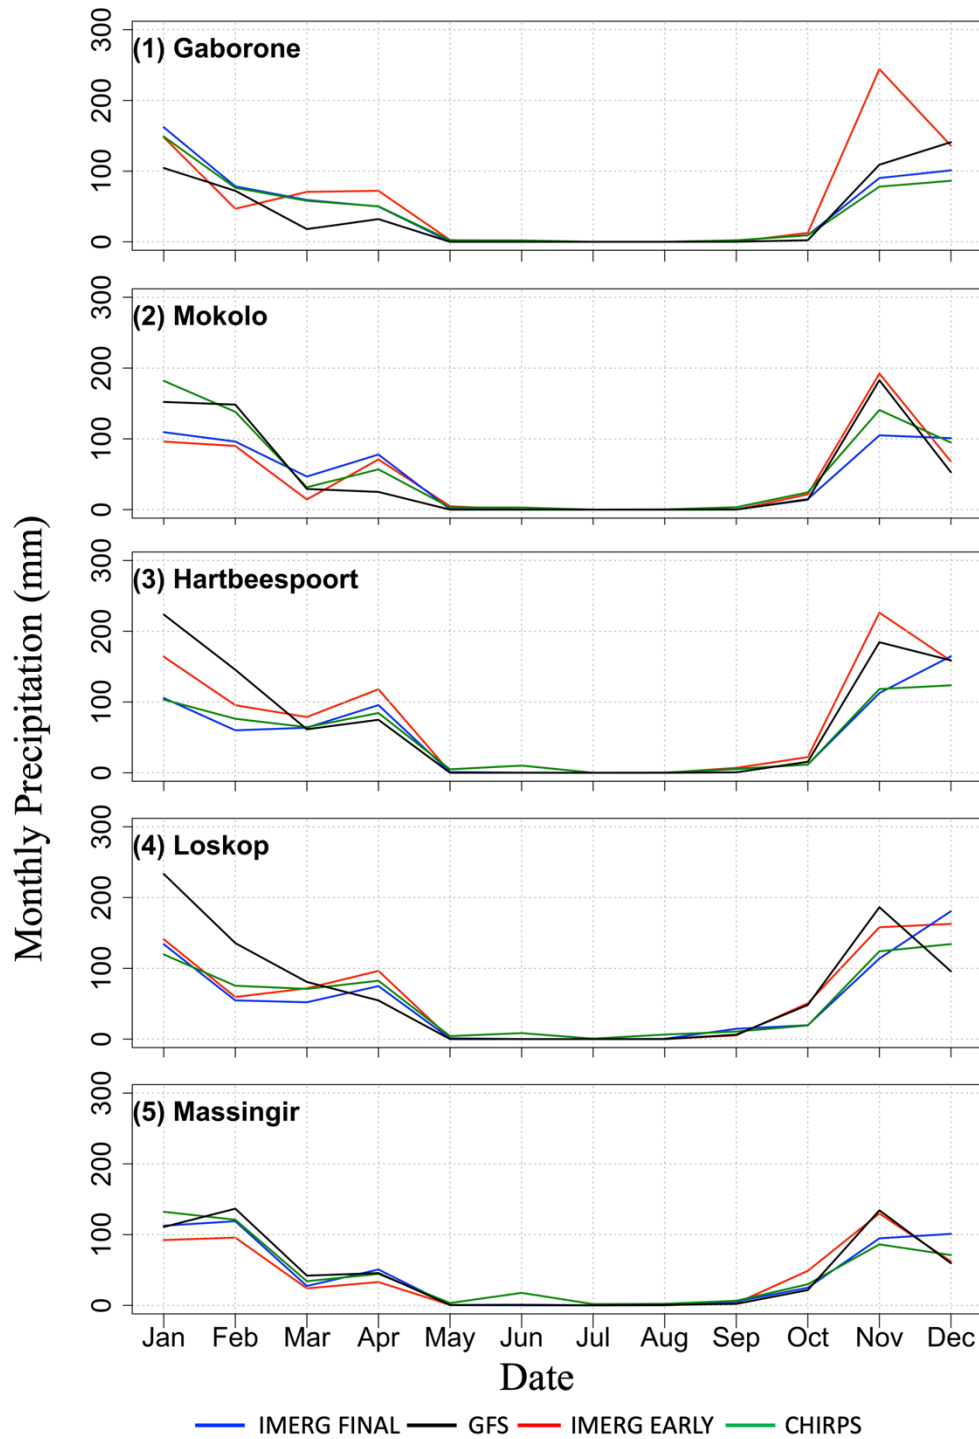 (1) Gaborone
300
200
100
0
(2) Mokolo
300
200
100
0
(3) Hartbeespoort
300
200
100
0
(4) Loskop
300
200
100
0
(5) Massingir
300
200
100
0
Monthly Precipitation (mm)
Jan Feb Mar Apr May Jun Jul Aug Sep Oct Nov Dec
Date
IMERG FINAL GFS IMERG EARLY CHIRPS